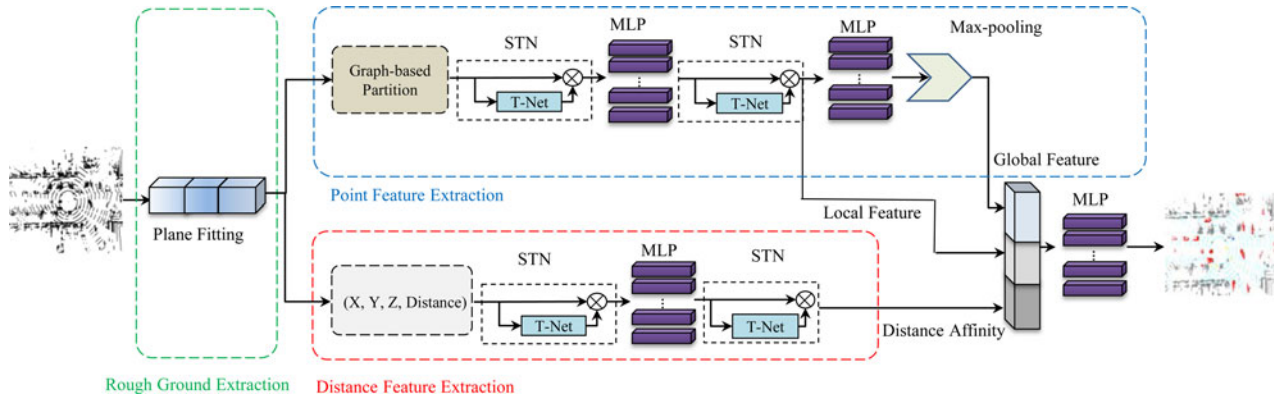 STN
MLP
STN
MLP
Max-pooling
Graph-based
Partition
T-Net
T-Net
Point Feature Extraction
Global Feature
Plane Fitting
Local Feature
MLP
STN
MLP
STN
(X, Y, Z, Distance)
T-Net
T-Net
Distance Affinity
Rough Ground Extraction
Distance Feature Extraction